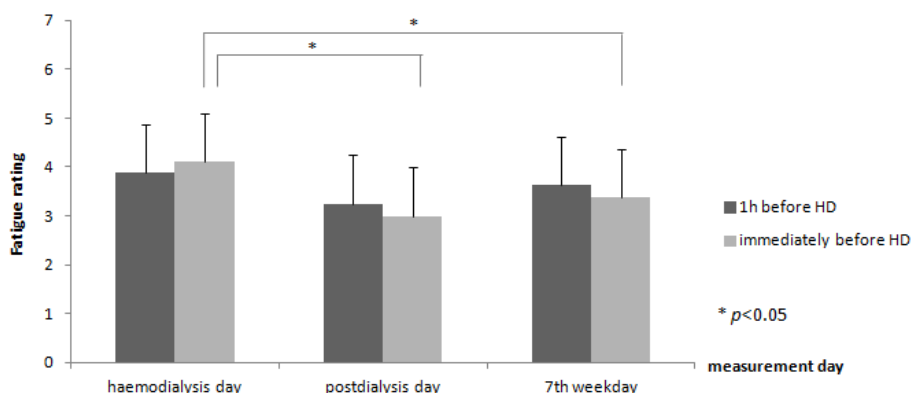 7
6
5
4
3
2
1
0
Fatigue rating
*
*
haemodialysis day
postdialysis day
7th weekday
measurement day
1h before HD
immediately before HD
* p<0.05